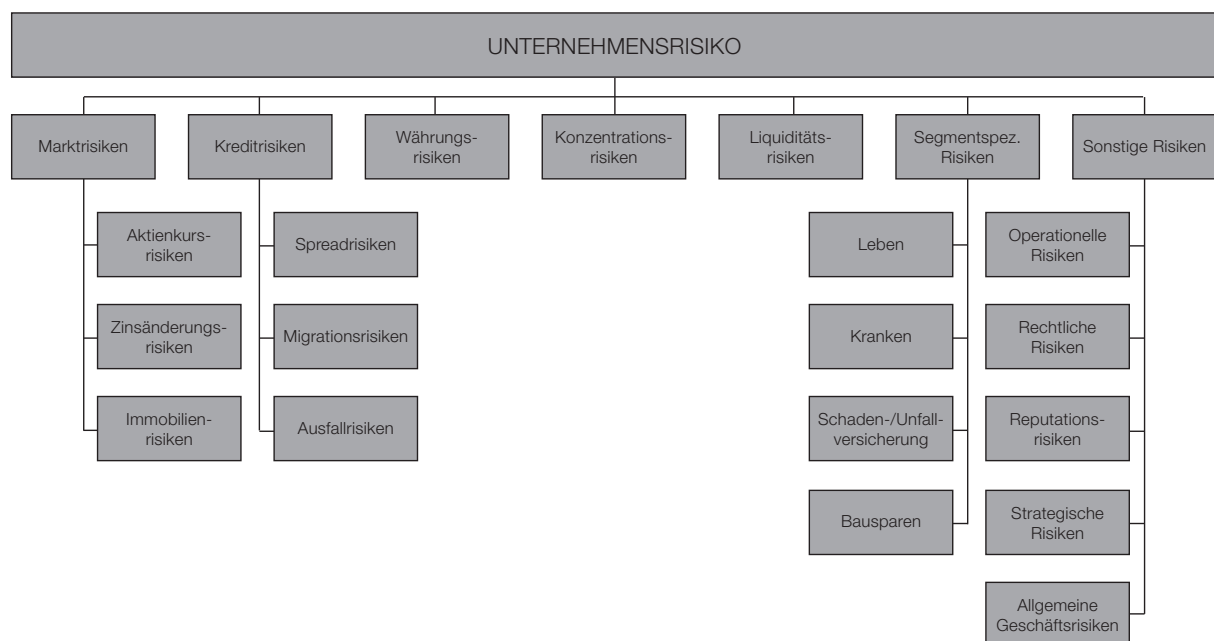 UNTERNEHMENSRISIKO
Marktrisiken
Kreditrisiken
Währungs-
risiken
Konzentrations-
risiken
Liquiditäts-
risiken
Segmentspez.
Risiken
Sonstige Risiken
Aktienkurs-
risiken
Zinsänderungs-
risiken
Immobilien-
risiken
Spreadrisiken
Migrationsrisiken
Ausfallrisiken
Leben
Kranken
Schaden-/Unfall-
versicherung
Bausparen
Operationelle
Risiken
Rechtliche
Risiken
Reputations-
risiken
Strategische
Risiken
Allgemeine
Geschäftsrisiken